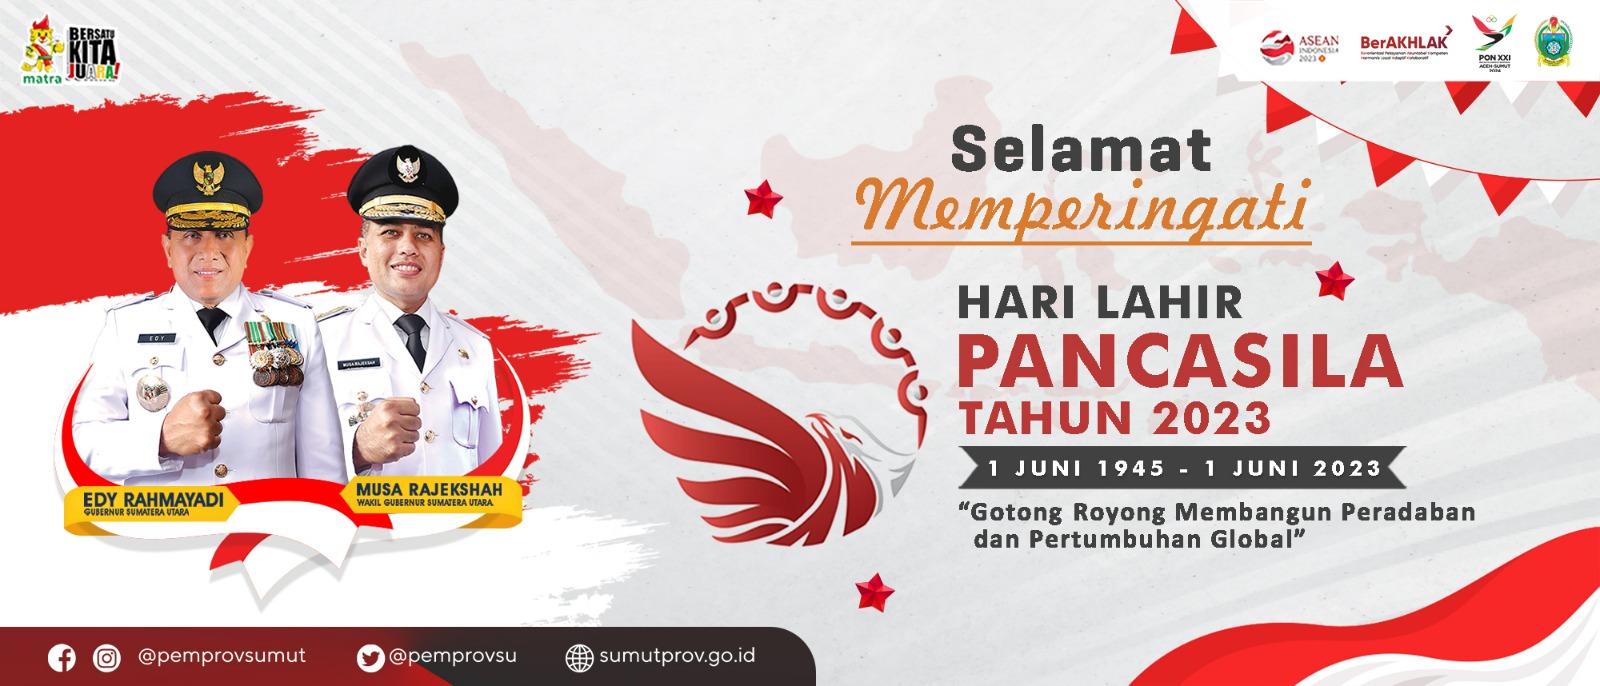 matra
BERSATU
KITA
JUARA!
ASEAN
INDONESIA
2023
BerAKHLAK
PON XXI
ACEH-SUMUT
2024
Selamat
Memperingati
HARI LAHIR
PANCASILA
TAHUN 2023
1 JUNI 1945 - 1 JUNI 2023
“Gotong Royong Membangun Peradaban
dan Pertumbuhan Global”
EDY
MUSA RAJEKSAH
EDY RAHMAYADI
GUBERNUR SUMATERA UTARA
MUSA RAJEKSHAH
WAKIL GUBERNUR SUMATERA UTARA
@pemprovsumut
@pemprovsu
sumutprov.go.id